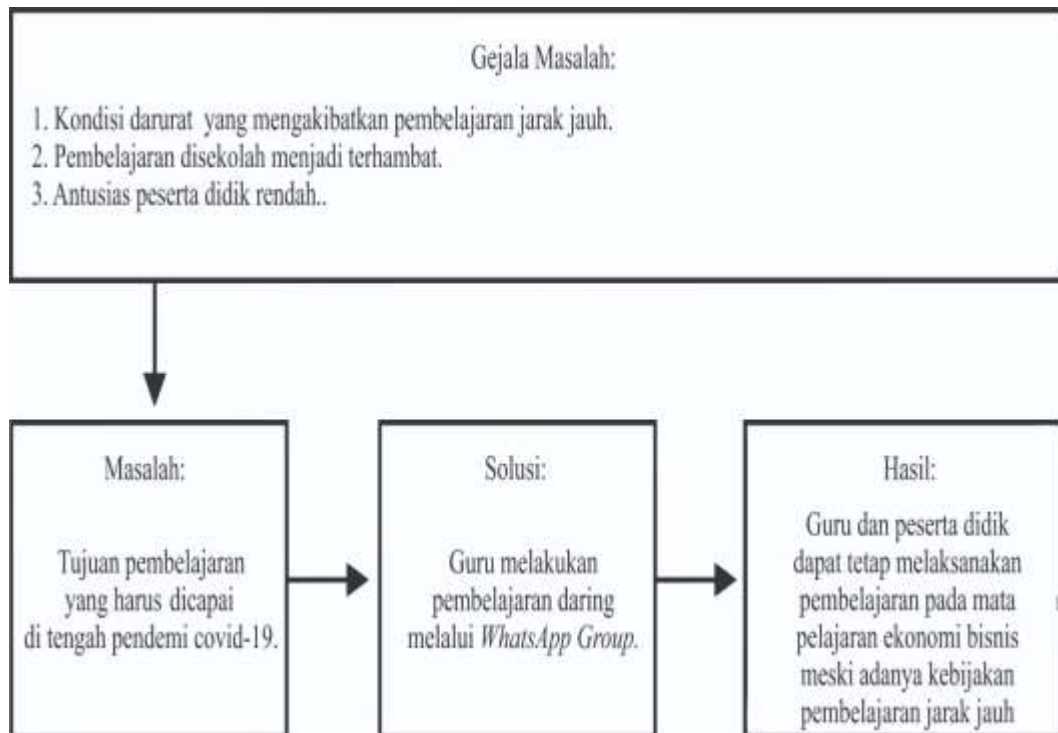 Gejala Masalah:
1. Kondisi darurat yang mengakibatkan pembelajaran jarak jauh.
2. Pembelajaran disekolah menjadi terhambat.
3. Antusias peserta didik rendah..
Masalah:
Tujuan pembelajaran
yang harus dicapai
di tengah pendemi covid-19.
Solusi:
Guru melakukan
pembelajaran daring
melalui WhatsApp Group.
Hasil:
Guru dan peserta didik
dapat tetap melaksanakan
pembelajaran pada mata
pelajaran ekonomi bisnis
meski adanya kebijakan
pembelajaran jarak jauh